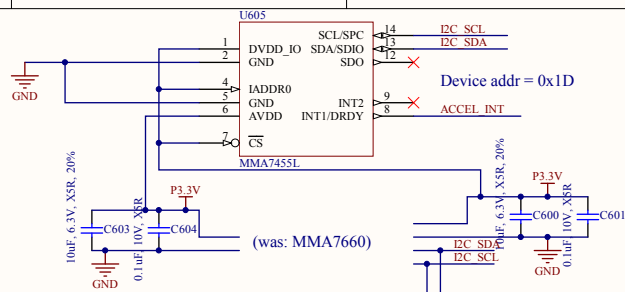 U605
1
2
4
5
6
7
DVDD_IO
GND
IADDR0
GND
AVDD
CS
SCL/SPC
SDA/SDIO
SDO
INT2
INT1/DRDY
14
13
12
9
8
I2C_SCL
I2C_SDA
ACCEL_INT
Device addr = 0x1D
GND
MMA7455L
10uF, 6.3V, X5R, 20%
C603
0.1uF, 10V, X5R
C604
P3.3V
GND
(was: MMA7660)
I2C_SDA
I2C_SCL
10uF, 6.3V, X5R, 20%
C600
P3.3V
0.1uF, 10V, X5R
C601
GND